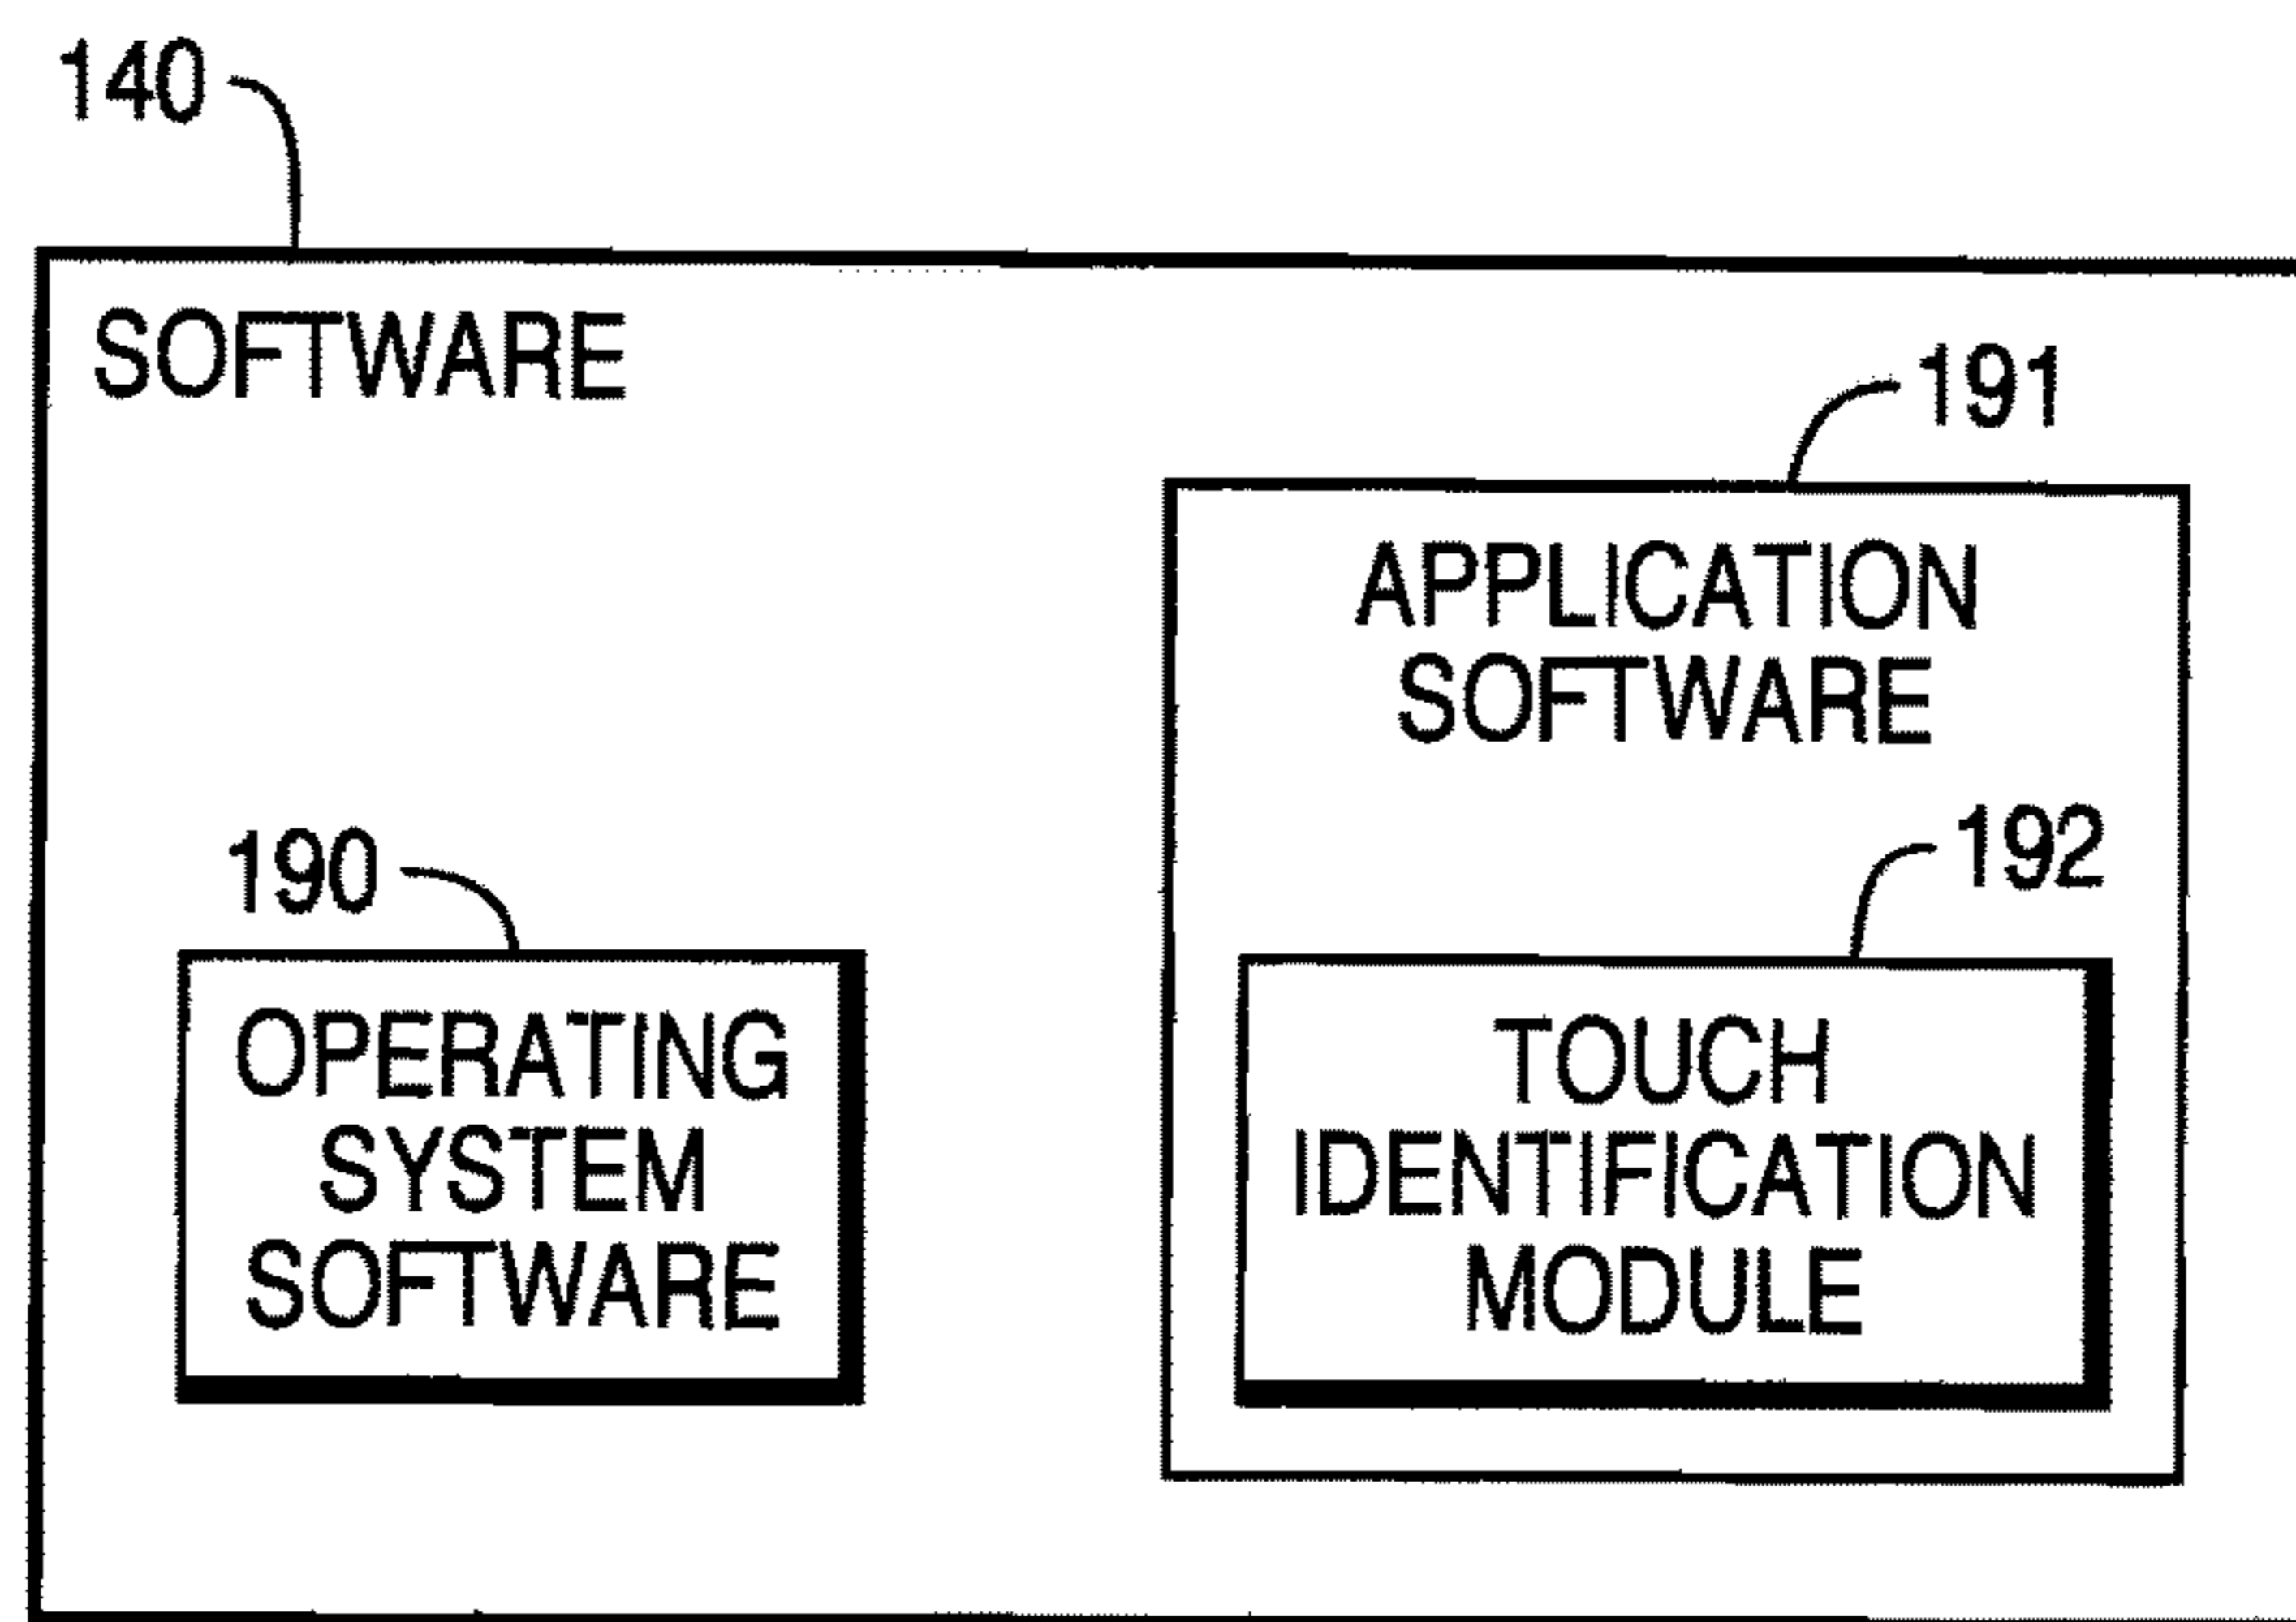 140
SOFTWARE
191
APPLICATION
SOFTWARE
190
192
OPERATING
SYSTEM
SOFTWARE
TOUCH
IDENTIFICATION
MODULE